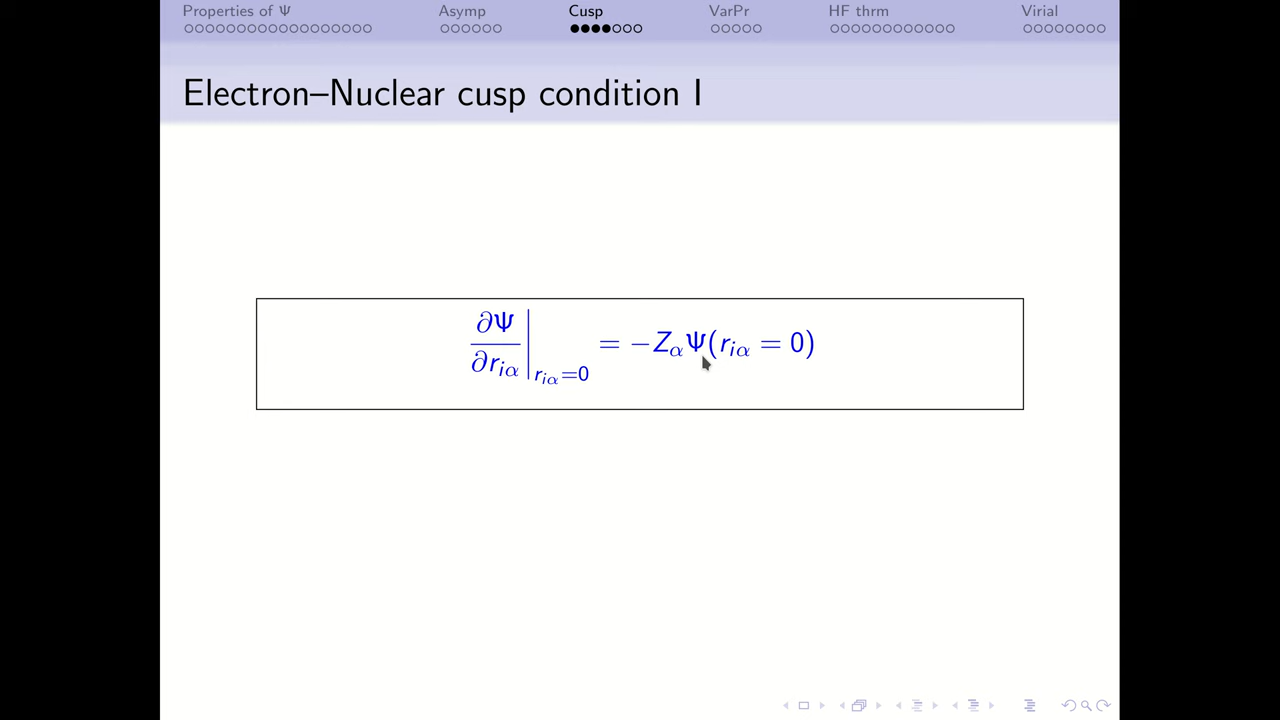 Properties of Ψ Asymp Cusp VarPr HF thrm Virial
Electron–Nuclear cusp condition I
∂Ψ/∂r_{iα} |_{r_{iα}=0} = −Z_α Ψ(r_{iα} = 0)